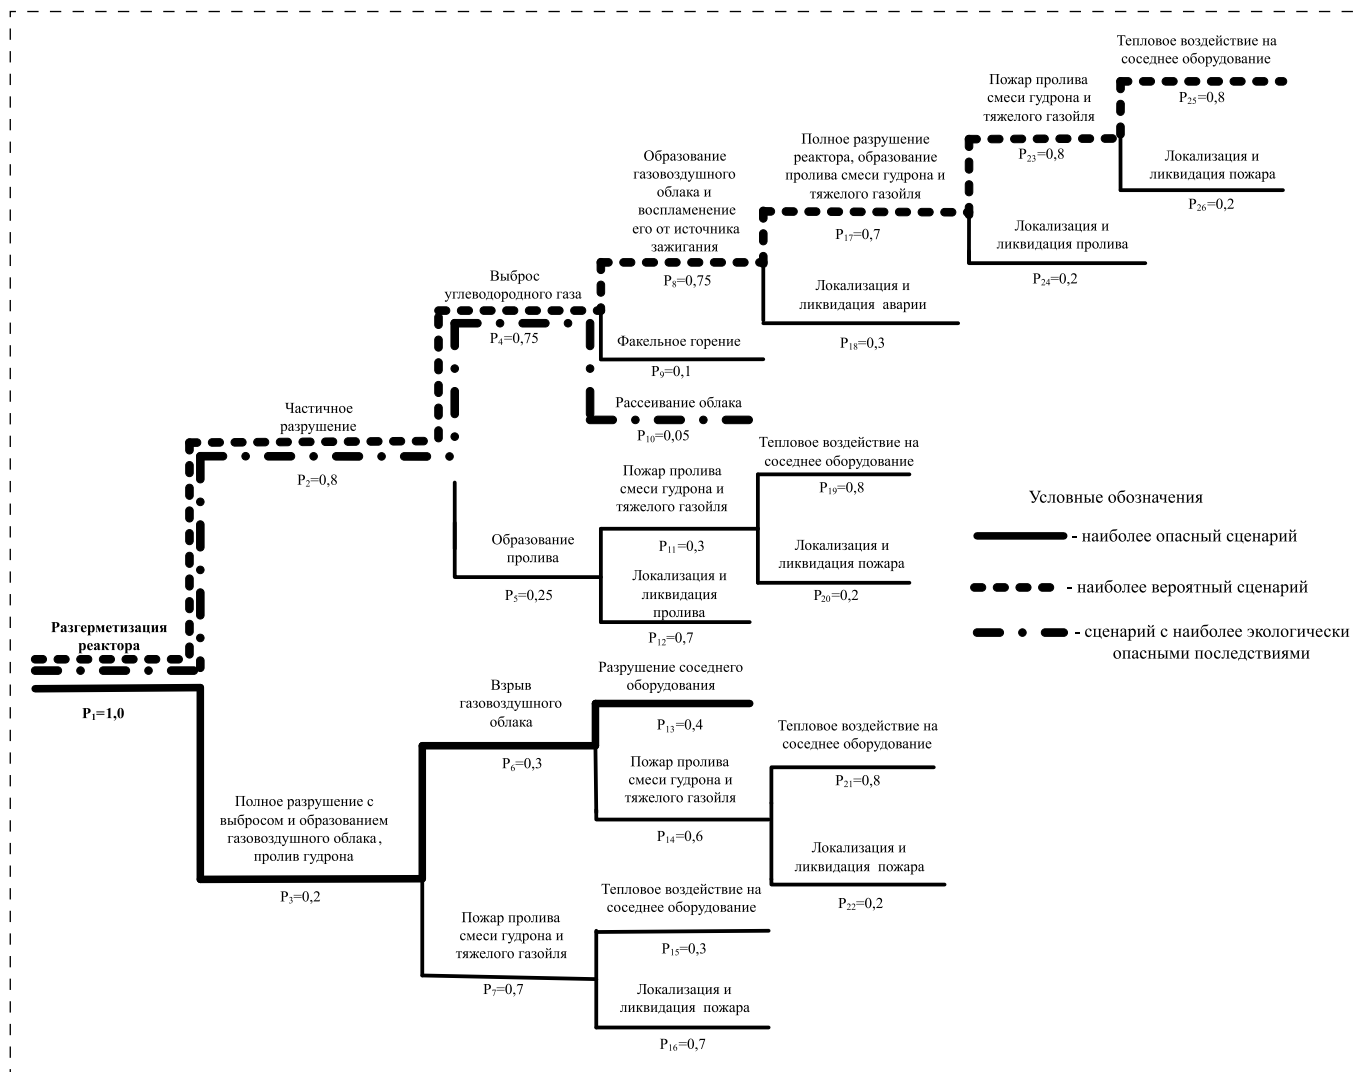 Тепловое воздействие на
соседнее оборудование
P25=0,8
Пожар пролива
смеси гудрона и
тяжелого газойля
P23=0,8
Локализация и
ликвидация пожара
P26=0,2
Полное разрушение
реактора, образование
пролива смеси гудрона и
тяжелого газойля
P17=0,7
Локализация и
ликвидация пролива
P24=0,2
Образование
газовоздушного
облака и
воспламенение
его от источника
зажигания
P8=0,75
Локализация и
ликвидация аварии
P18=0,3
Выброс
углеводородного газа
P4=0,75
Факельное горение
P9=0,1
Рассеивание облака
P10=0,05
Частичное
разрушение
P2=0,8
Тепловое воздействие на
соседнее оборудование
P19=0,8
Пожар пролива
смеси гудрона и
тяжелого газойля
P11=0,3
Локализация и
ликвидация пожара
P20=0,2
Образование
пролива
P5=0,25
Локализация и
ликвидация
пролива
P12=0,7
Условные обозначения
- наиболее опасный сценарий
- наиболее вероятный сценарий
- сценарий с наиболее экологически
опасными последствиями
Разгерметизация
реактора
P1=1,0
Разрушение соседнего
оборудования
P13=0,4
Взрыв
газовоздушного
облака
P6=0,3
Тепловое воздействие на
соседнее оборудование
P21=0,8
Пожар пролива
смеси гудрона и
тяжелого газойля
P14=0,6
Локализация и
ликвидация пожара
P22=0,2
Полное разрушение с
выбросом и образованием
газовоздушного облака,
пролив гудрона
P3=0,2
Тепловое воздействие на
соседнее оборудование
P15=0,3
Пожар пролива
смеси гудрона и
тяжелого газойля
P7=0,7
Локализация и
ликвидация пожара
P16=0,7